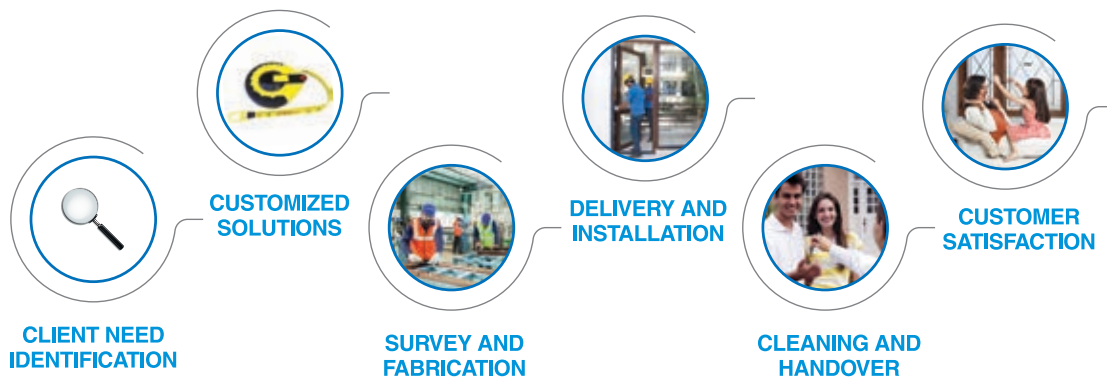 CLIENT NEED
IDENTIFICATION
CUSTOMIZED
SOLUTIONS
SURVEY AND
FABRICATION
DELIVERY AND
INSTALLATION
CLEANING AND
HANDOVER
CUSTOMER
SATISFACTION